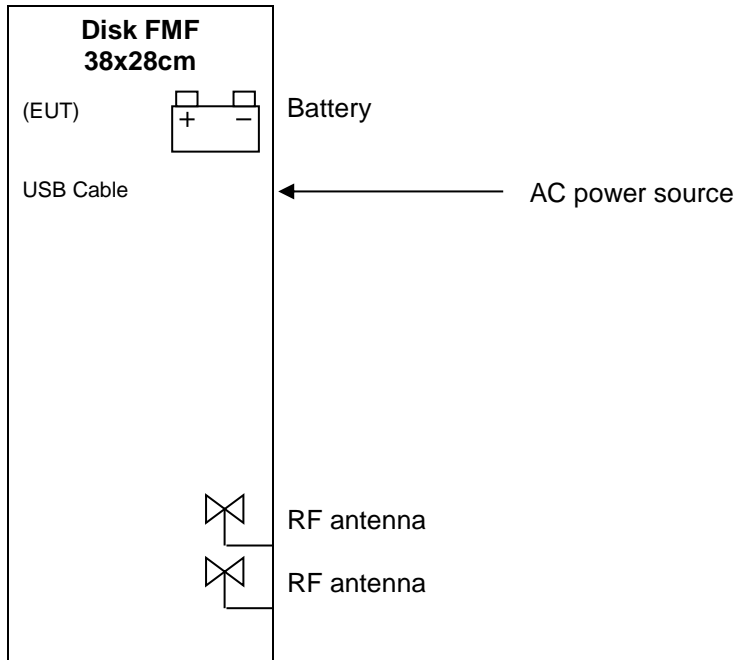 Disk FMF
38x28cm
(EUT)
+ −
Battery
USB Cable
AC power source
RF antenna
RF antenna